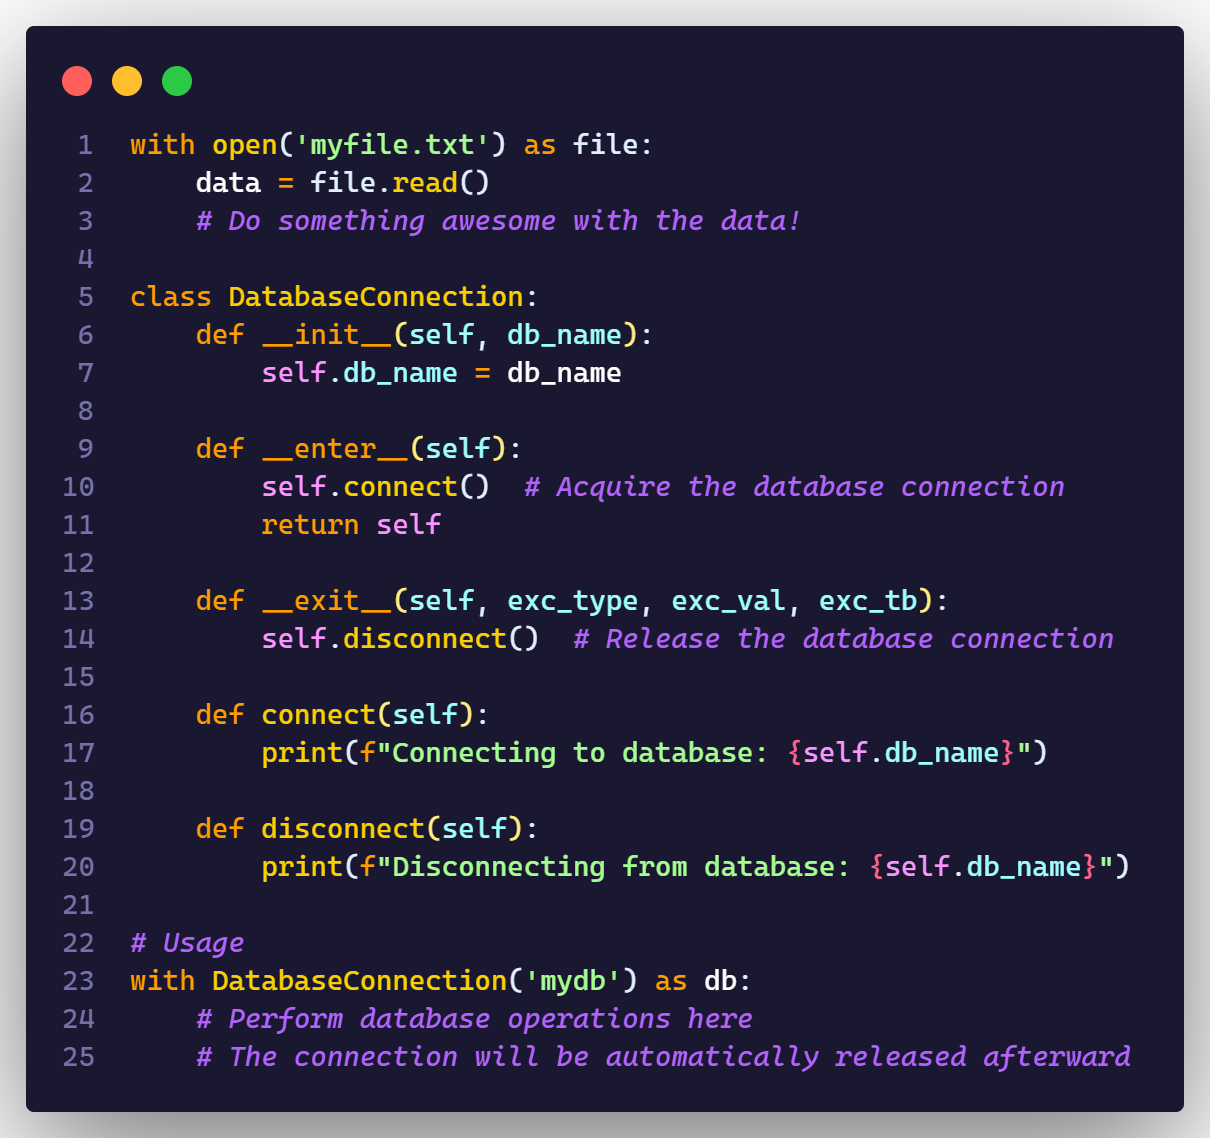 1 with open('myfile.txt') as file:
2     data = file.read()
3     # Do something awesome with the data!
4
5 class DatabaseConnection:
6     def __init__(self, db_name):
7         self.db_name = db_name
8
9     def __enter__(self):
10         self.connect()  # Acquire the database connection
11         return self
12
13     def __exit__(self, exc_type, exc_val, exc_tb):
14         self.disconnect()  # Release the database connection
15
16     def connect(self):
17         print(f"Connecting to database: {self.db_name}")
18
19     def disconnect(self):
20         print(f"Disconnecting from database: {self.db_name}")
21
22 # Usage
23 with DatabaseConnection('mydb') as db:
24     # Perform database operations here
25     # The connection will be automatically released afterward